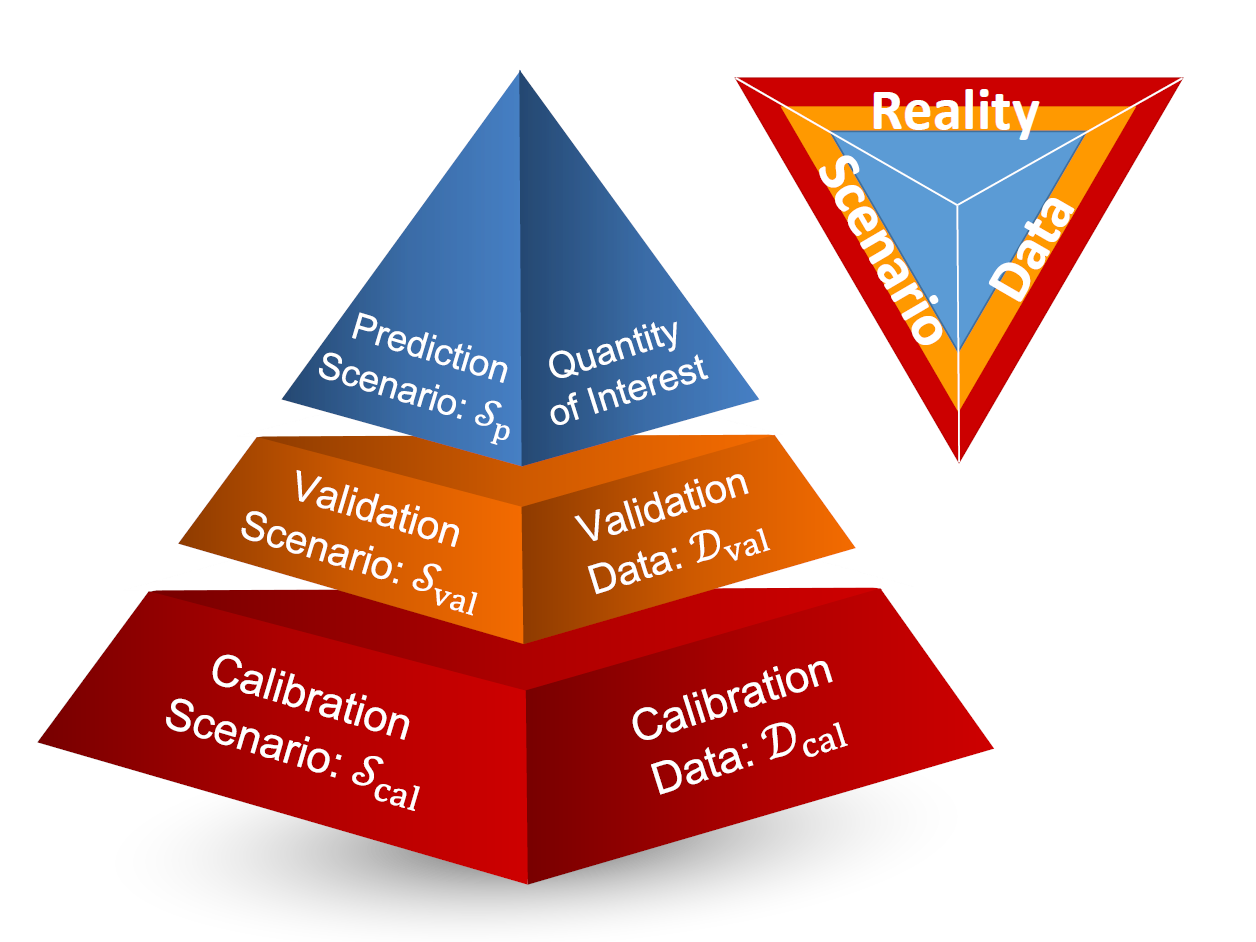 Prediction
Scenario: 𝒮p
Quantity
of Interest
Validation
Scenario: 𝒮val
Validation
Data: 𝒟val
Calibration
Scenario: 𝒮cal
Calibration
Data: 𝒟cal
Reality
Scenario
Data